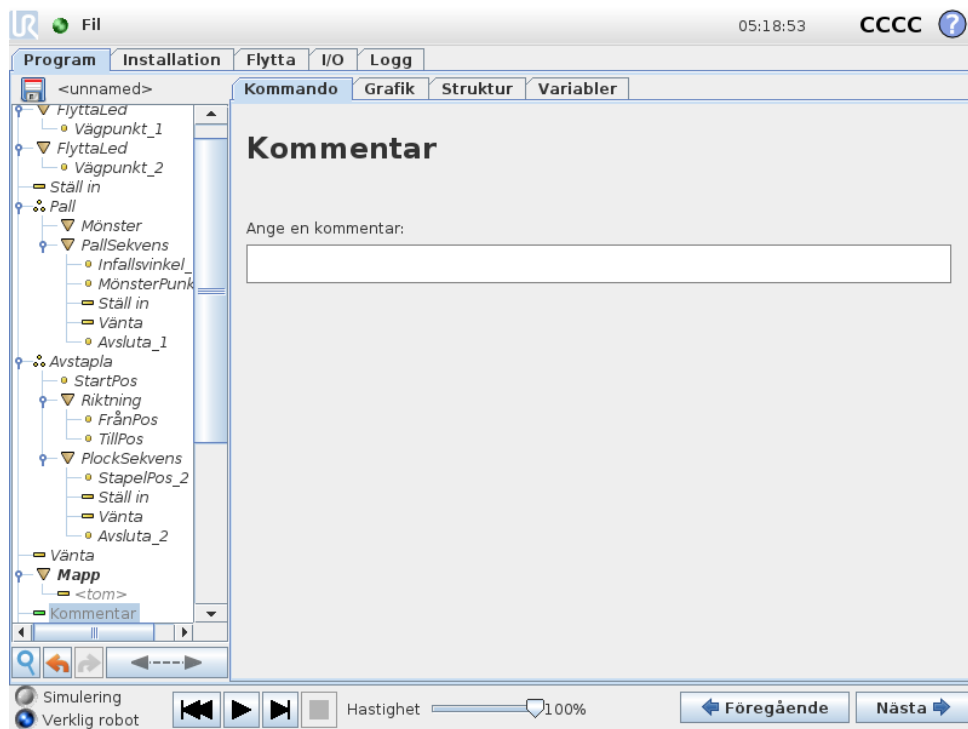 UR Fil 05:18:53 CCCC ?
Program Installation Flytta I/O Logg
<unnamed>
Kommando Grafik Struktur Variabler
FlyttaLed
Vägpunkt_1
FlyttaLed
Vägpunkt_2
Ställ in
Pall
Mönster
PallSekvens
Infallsvinkel_
MönsterPunk
Ställ in
Vänta
Avsluta_1
Avstapla
StartPos
Riktning
FrånPos
TillPos
PlockSekvens
StapelPos_2
Ställ in
Vänta
Avsluta_2
Vänta
Mapp
<tom>
Kommentar
Kommentar
Ange en kommentar:
Simulering
Verklig robot
Hastighet 100%
Föregående Nästa